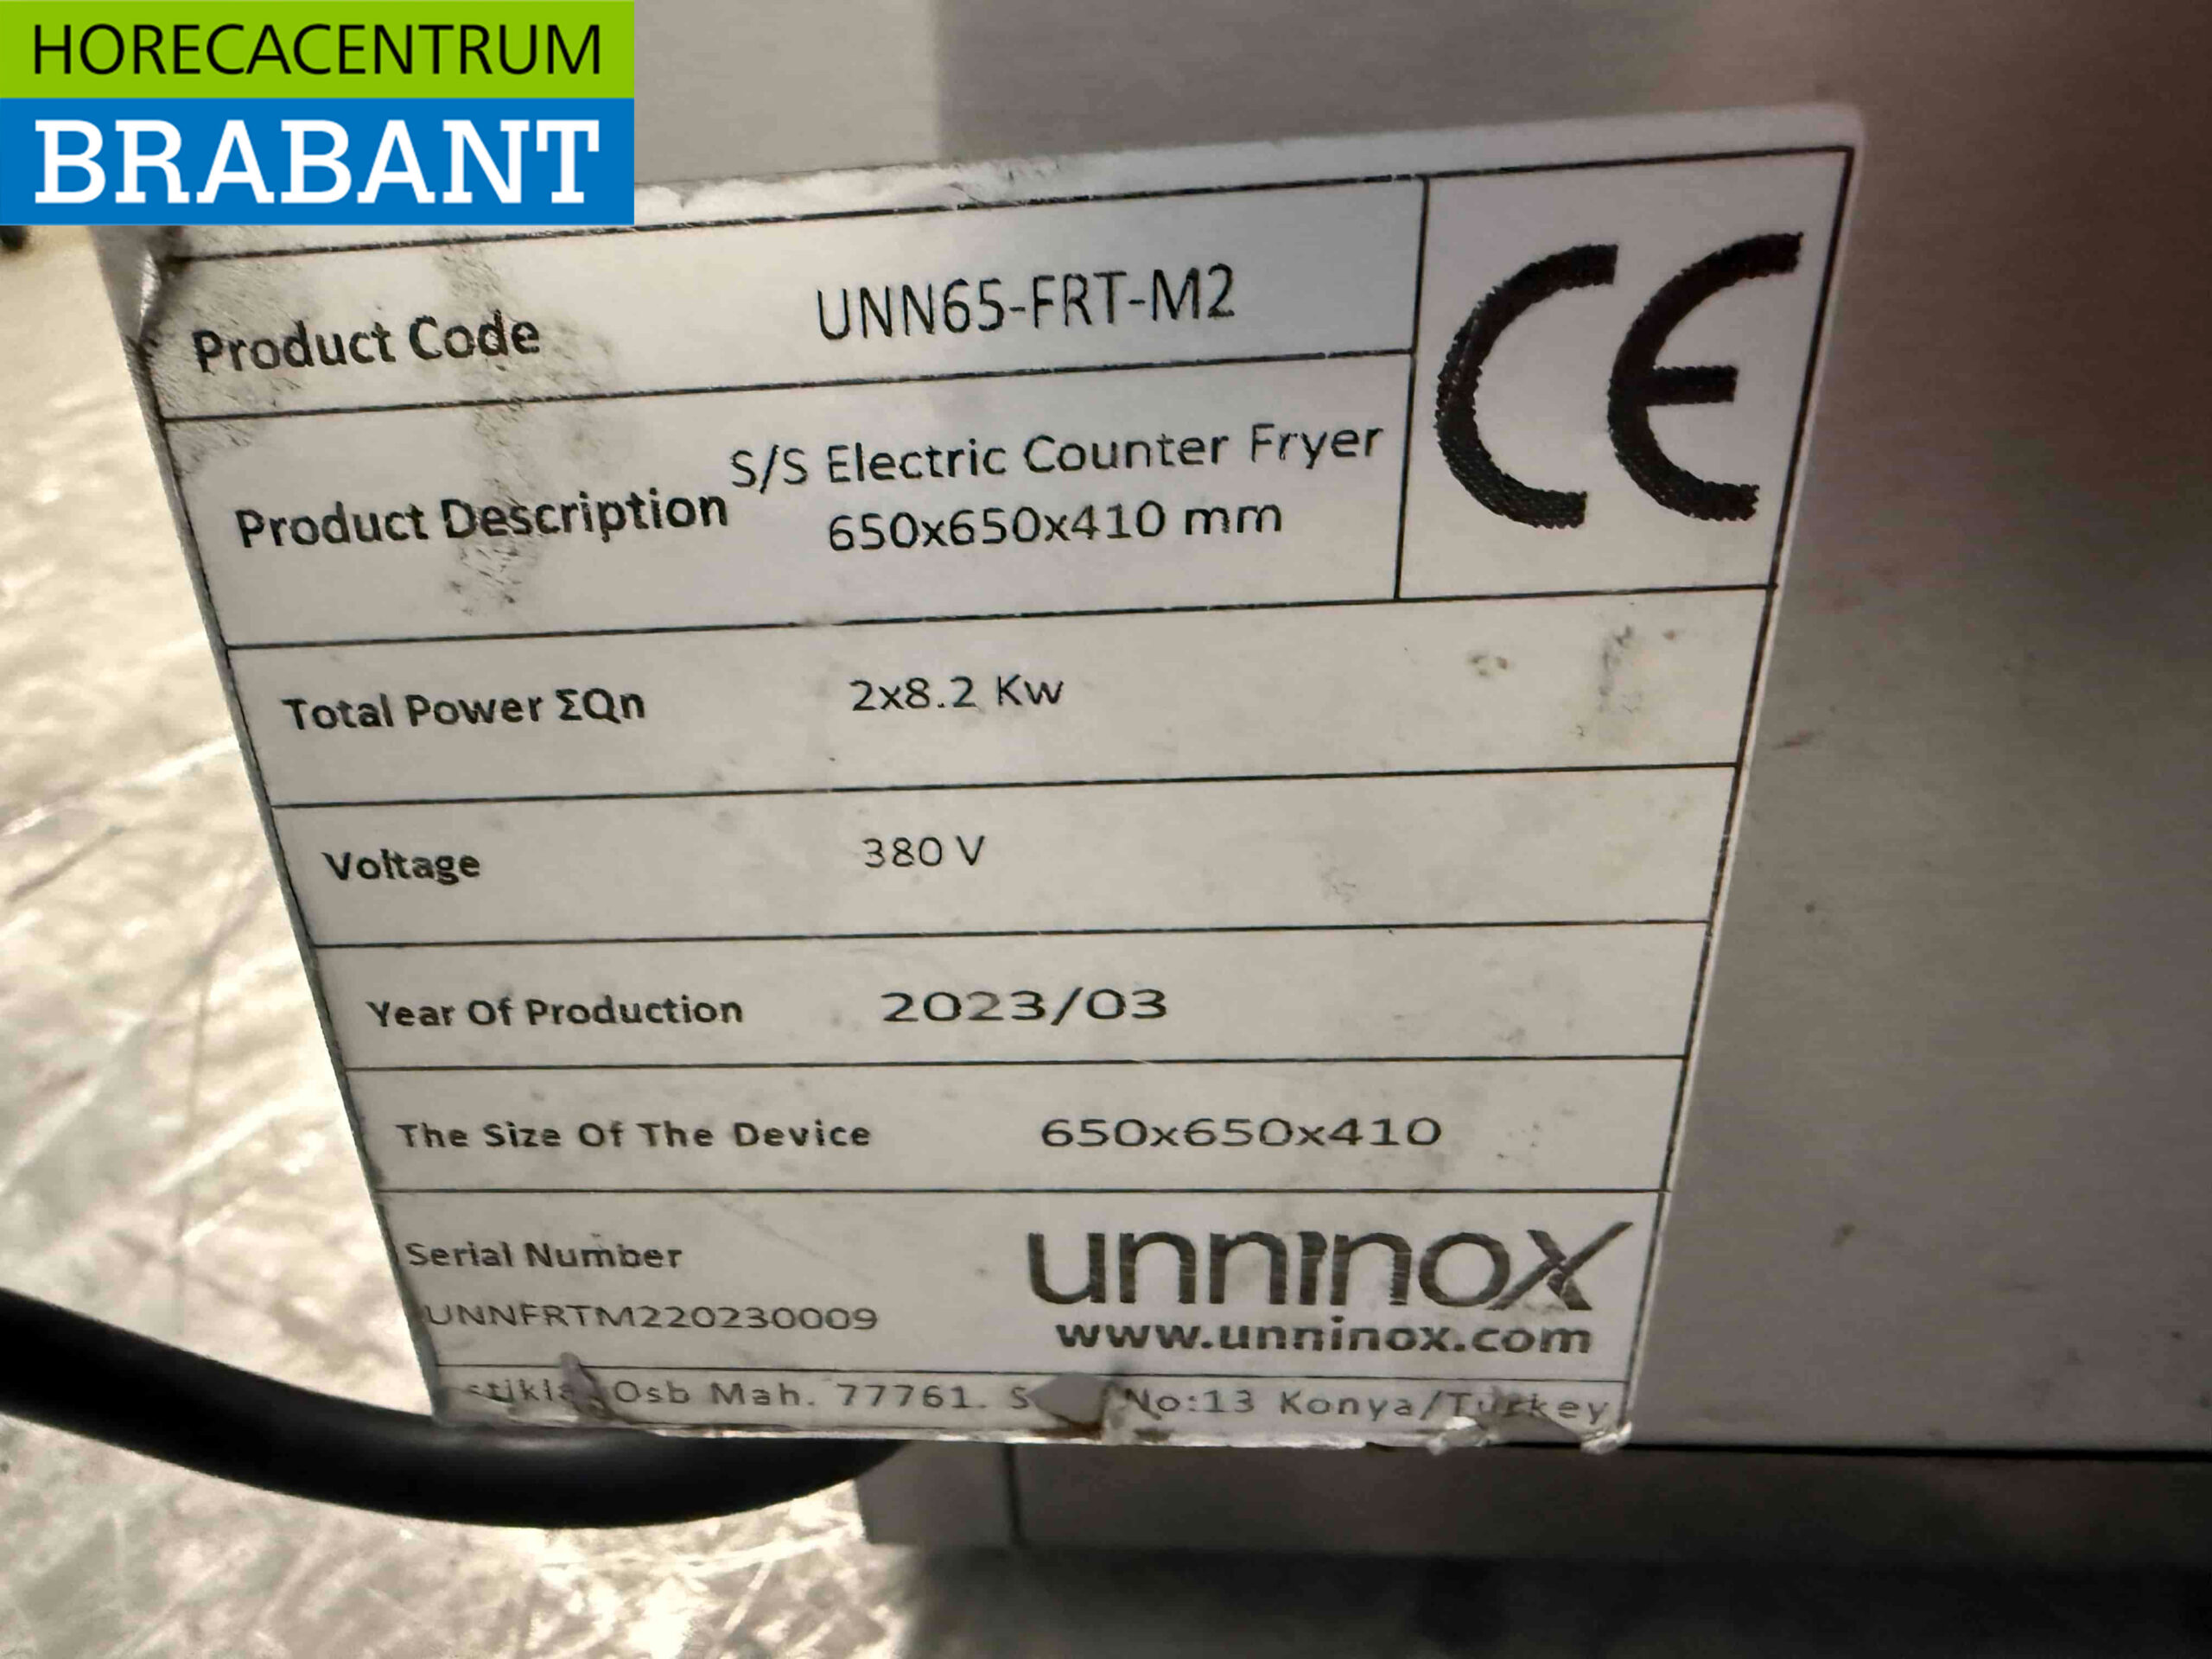 HORECACENTRUM
BRABANT
Product Code UNN65-FRT-M2
CE
Product Description S/S Electric Counter Fryer
650x650x410 mm
Total Power ΣQn 2x8.2 Kw
Voltage 380 V
Year Of Production 2023/03
The Size Of The Device 650x650x410
Serial Number
UNNFRTM220230009
unninox
www.unninox.com
Osb Mah. 77761. No:13 Konya/Turkey